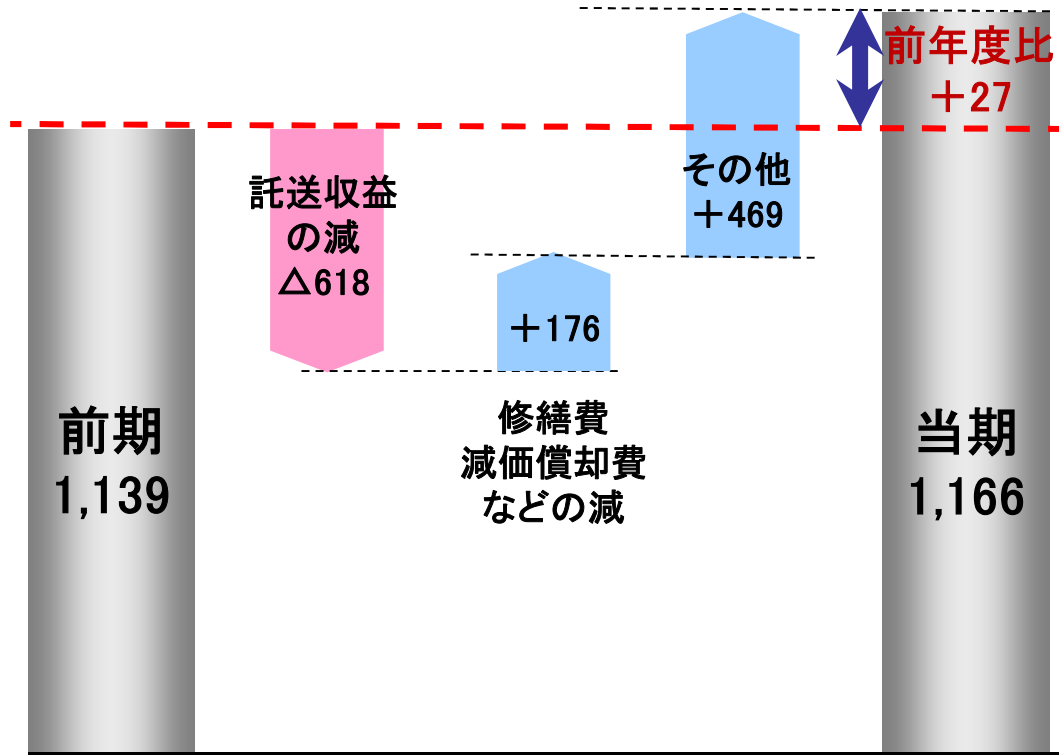 前期
1,139
託送収益
の減
△618
＋176
修繕費
減価償却費
などの減
その他
＋469
前年度比
＋27
当期
1,166